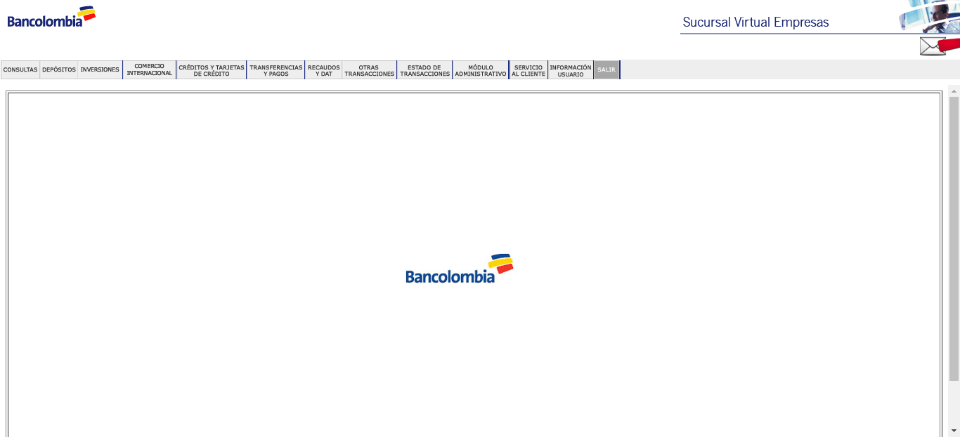 Bancolombia
Sucursal Virtual Empresas
CONSULTAS
DEPÓSITOS
INVERSIONES
COMERCIO
INTERNACIONAL
CRÉDITOS Y TARJETAS
DE CRÉDITO
TRANSFERENCIAS
Y PAGOS
RECAUDOS
Y DAT
OTRAS
TRANSACCIONES
ESTADO DE
TRANSACCIONES
MÓDULO
ADMINISTRATIVO
SERVICIO
AL CLIENTE
INFORMACIÓN
USUARIO
SALIR
Bancolombia